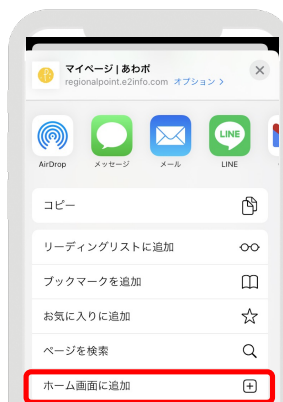 マイページ | あわポ
regionalpoint.e2info.com オプション >
LINE
AirDrop メッセージ メール LINE
コピー
リーディングリストに追加
ブックマークを追加
お気に入りに追加
ページを検索
ホーム画面に追加